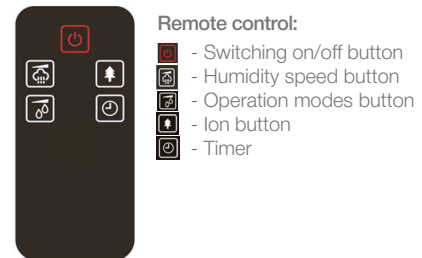 Remote control:
- Switching on/off button
- Humidity speed button
- Operation modes button
- Ion button
- Timer